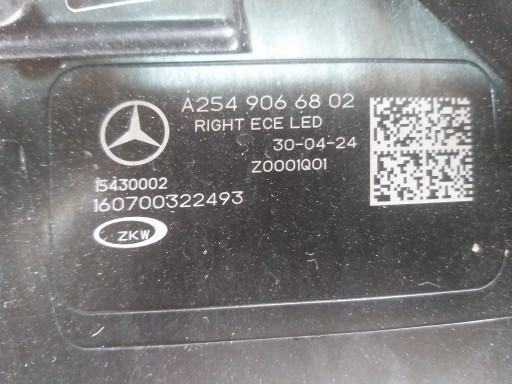 A254 906 68 02
RIGHT ECE LED
30-04-24
Z0001Q01
15430002
160700322493
ZKW